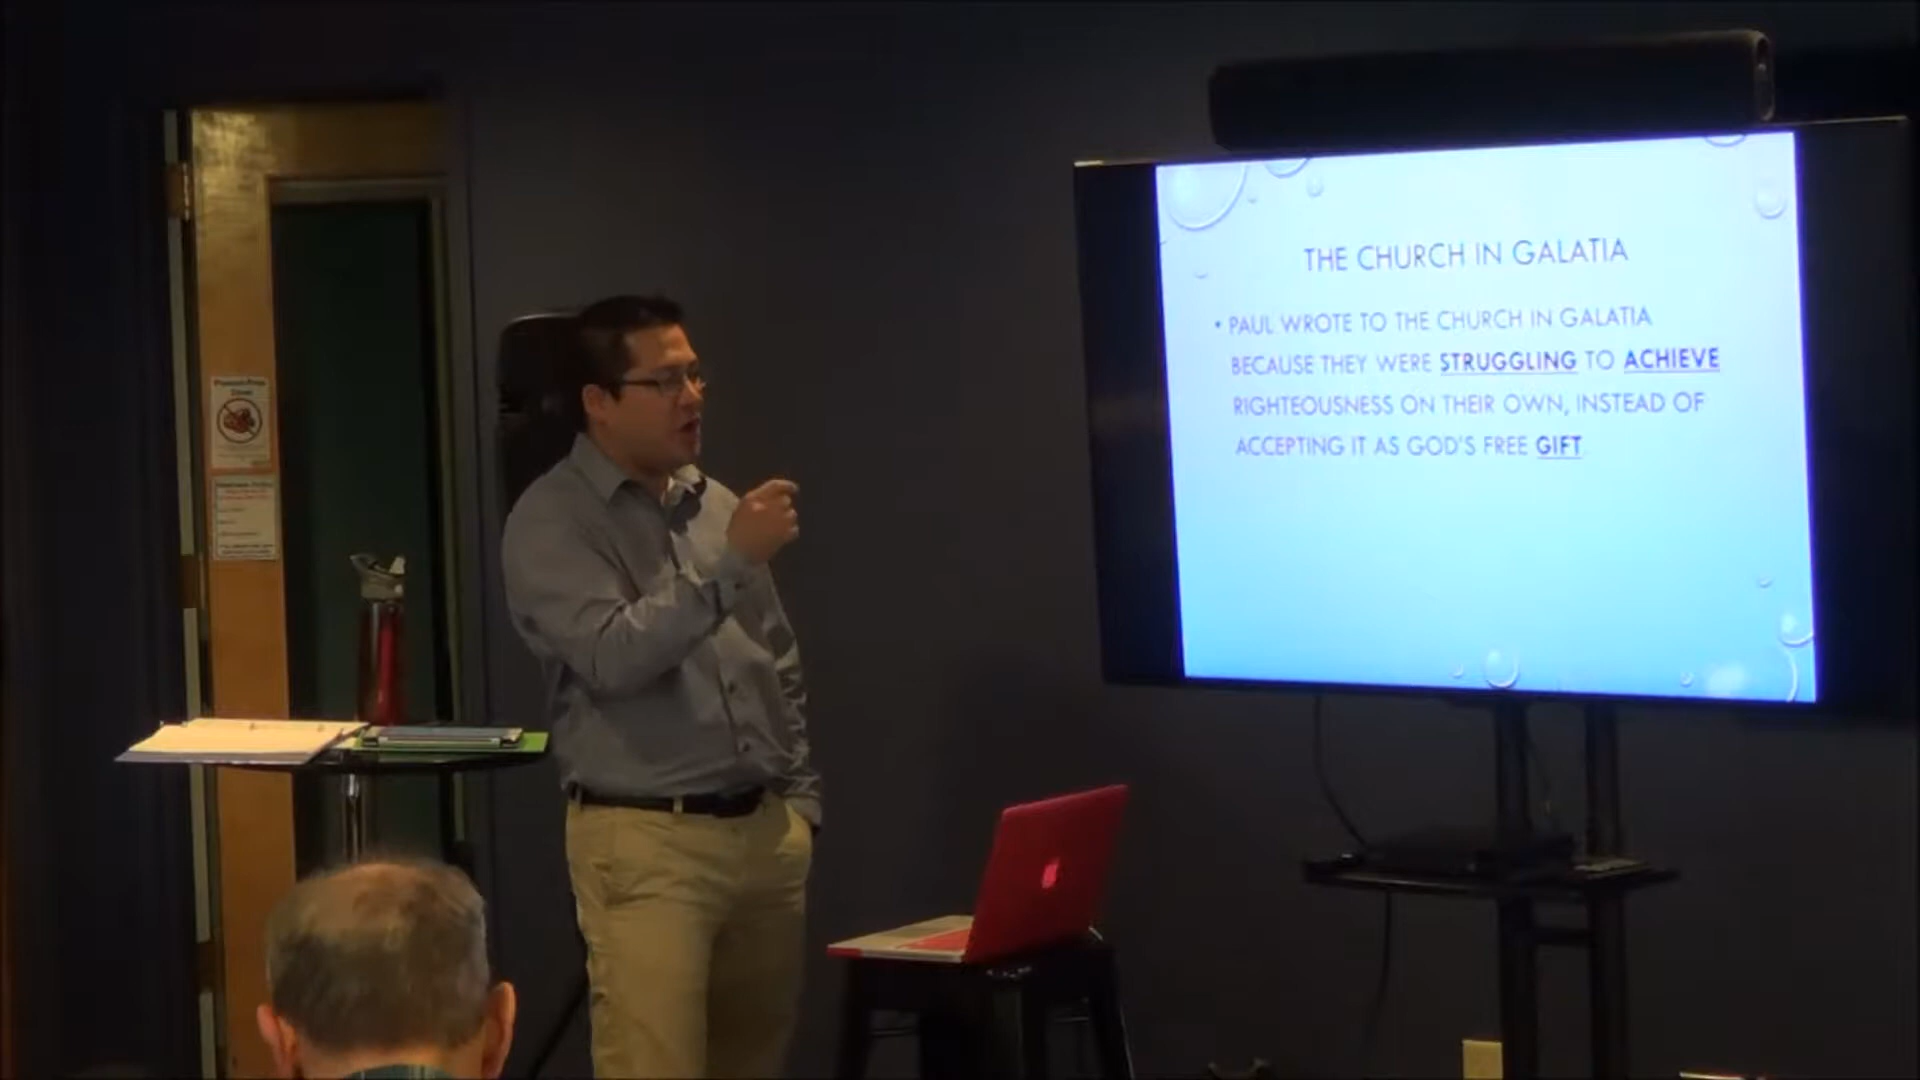 THE CHURCH IN GALATIA
• PAUL WROTE TO THE CHURCH IN GALATIA
BECAUSE THEY WERE STRUGGLING TO ACHIEVE
RIGHTEOUSNESS ON THEIR OWN, INSTEAD OF
ACCEPTING IT AS GOD'S FREE GIFT